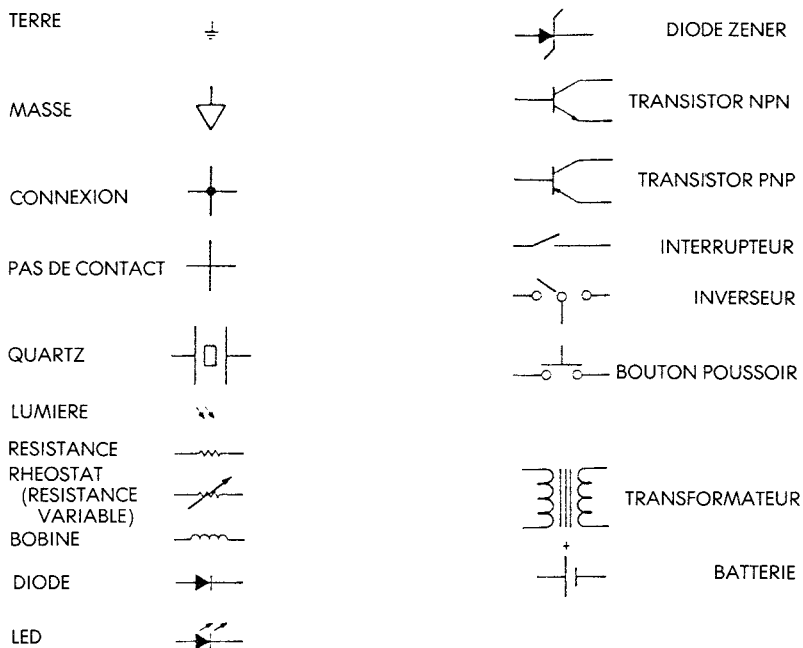 TERRE
MASSE
CONNEXION
PAS DE CONTACT
QUARTZ
LUMIERE
RESISTANCE
RHEOSTAT
(RESISTANCE
VARIABLE)
BOBINE
DIODE
LED
DIODE ZENER
TRANSISTOR NPN
TRANSISTOR PNP
INTERRUPTEUR
INVERSEUR
BOUTON POUSSOIR
TRANSFORMATEUR
+
BATTERIE